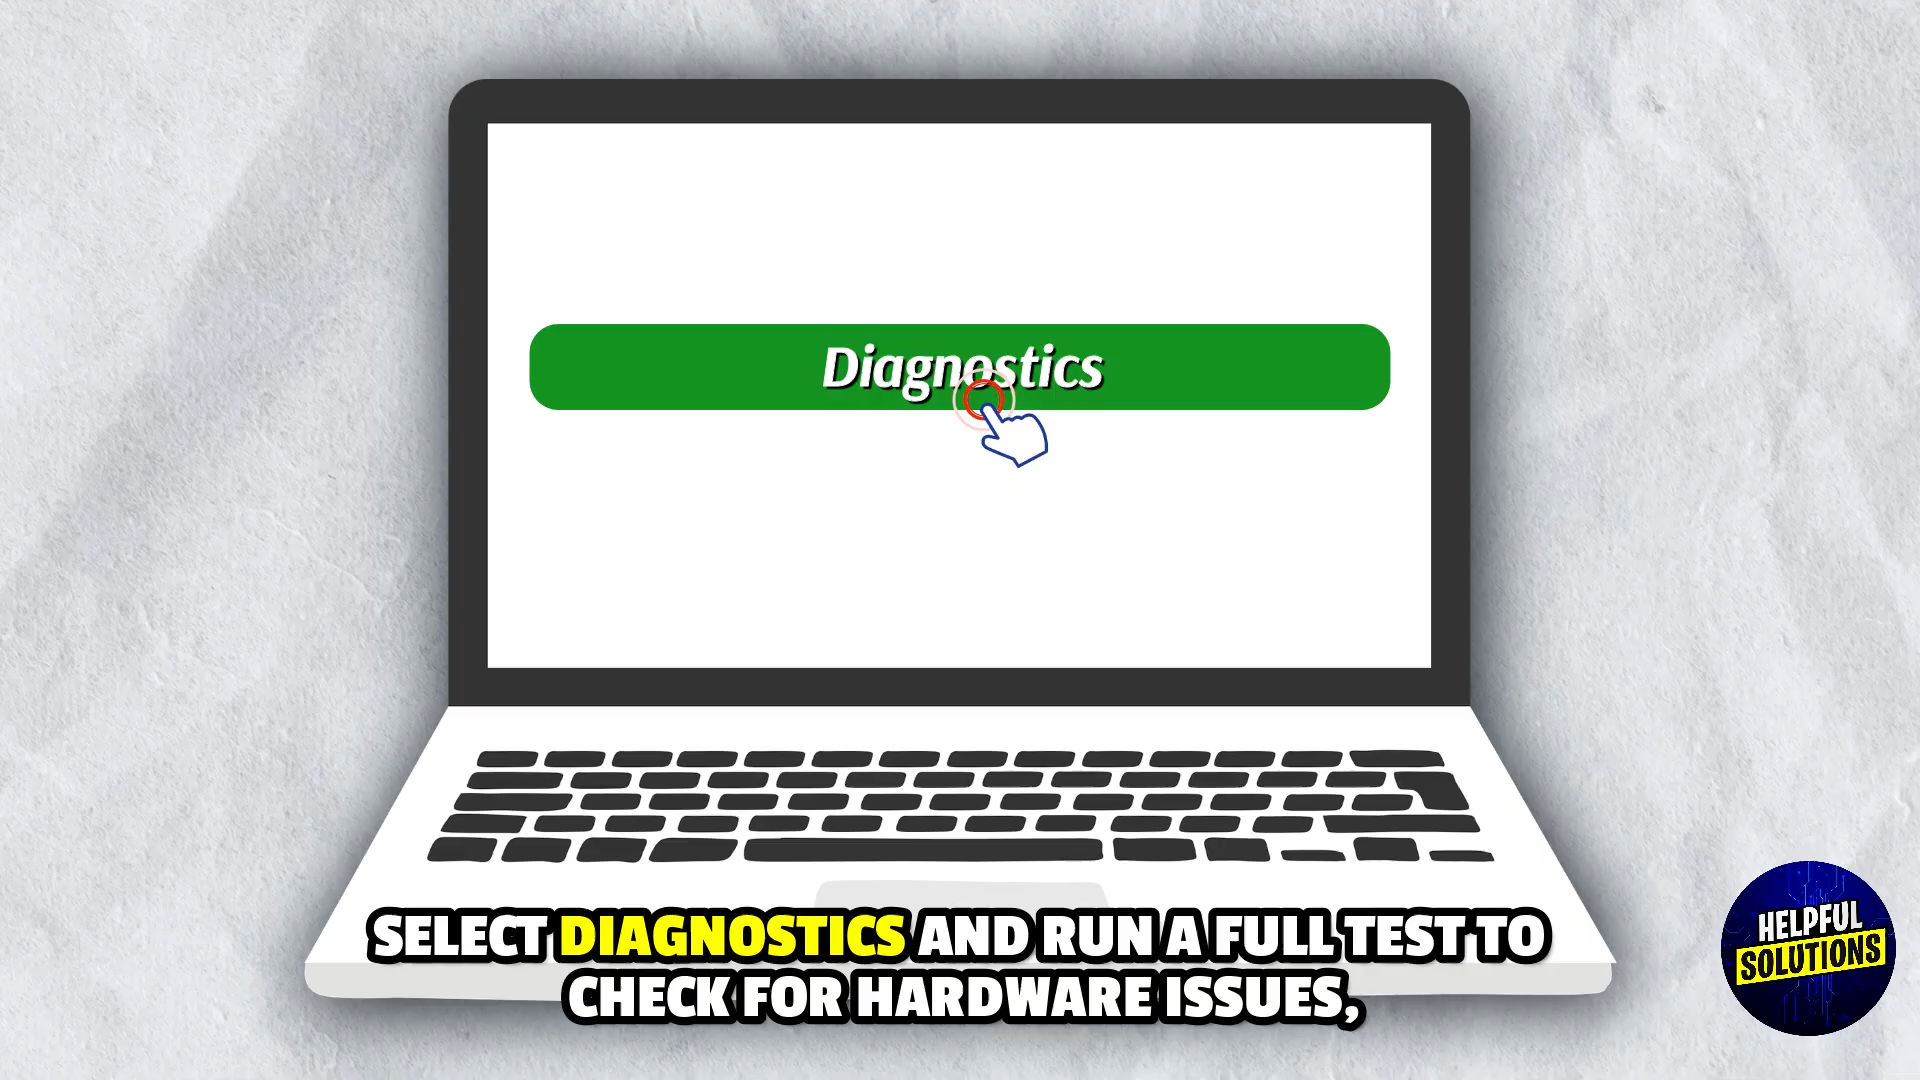 Diagnostics
SELECT DIAGNOSTICS AND RUN A FULL TEST TO
CHECK FOR HARDWARE ISSUES,
HELPFUL
SOLUTIONS